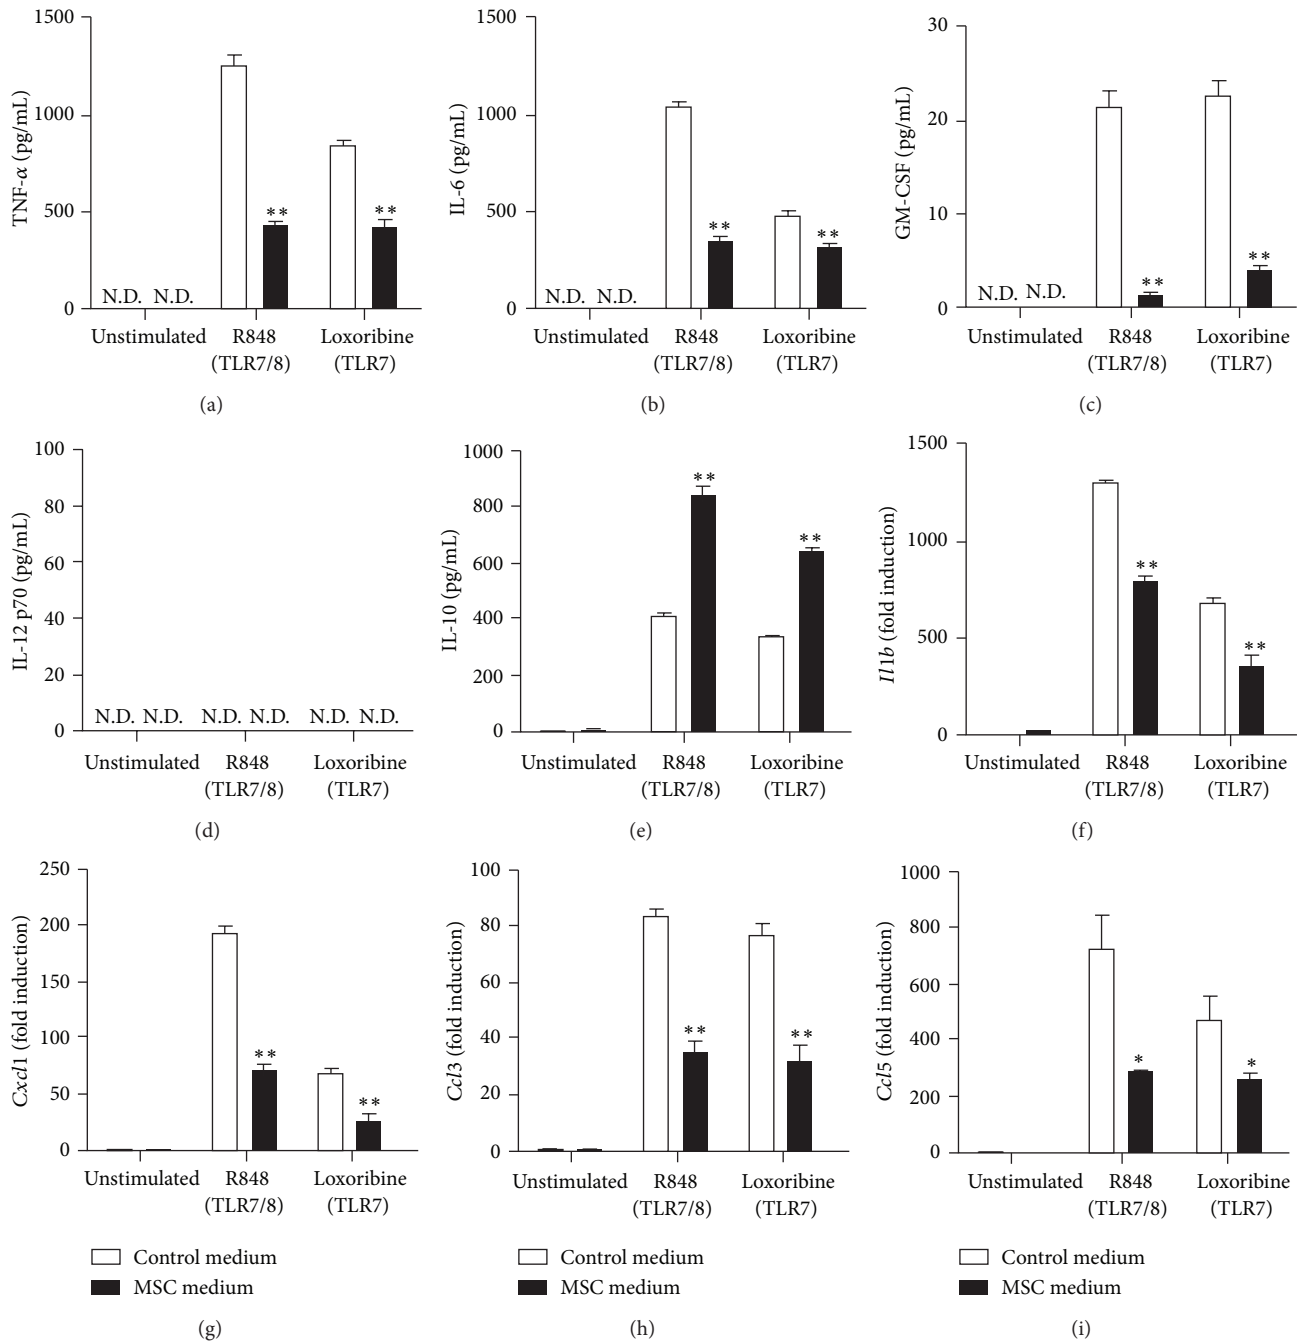 1500
1000
500
0
TNF-α (pg/mL)
N.D. N.D.
** **
Unstimulated R848 Loxoribine
(TLR7/8) (TLR7)
(a)
1500
1000
500
0
IL-6 (pg/mL)
N.D. N.D.
** **
Unstimulated R848 Loxoribine
(TLR7/8) (TLR7)
(b)
30
20
10
0
GM-CSF (pg/mL)
N.D. N.D.
** **
Unstimulated R848 Loxoribine
(TLR7/8) (TLR7)
(c)
100
80
60
40
20
0
IL-12 p70 (pg/mL)
N.D. N.D. N.D. N.D. N.D. N.D.
Unstimulated R848 Loxoribine
(TLR7/8) (TLR7)
(d)
1000
800
600
400
200
0
IL-10 (pg/mL)
** **
Unstimulated R848 Loxoribine
(TLR7/8) (TLR7)
(e)
1500
1000
500
0
Il1b (fold induction)
** **
Unstimulated R848 Loxoribine
(TLR7/8) (TLR7)
(f)
250
200
150
100
50
0
Cxcl1 (fold induction)
** **
Unstimulated R848 Loxoribine
(TLR7/8) (TLR7)
Control medium
MSC medium
(g)
100
80
60
40
20
0
Ccl3 (fold induction)
** **
Unstimulated R848 Loxoribine
(TLR7/8) (TLR7)
Control medium
MSC medium
(h)
1000
800
600
400
200
0
Ccl5 (fold induction)
* *
Unstimulated R848 Loxoribine
(TLR7/8) (TLR7)
Control medium
MSC medium
(i)